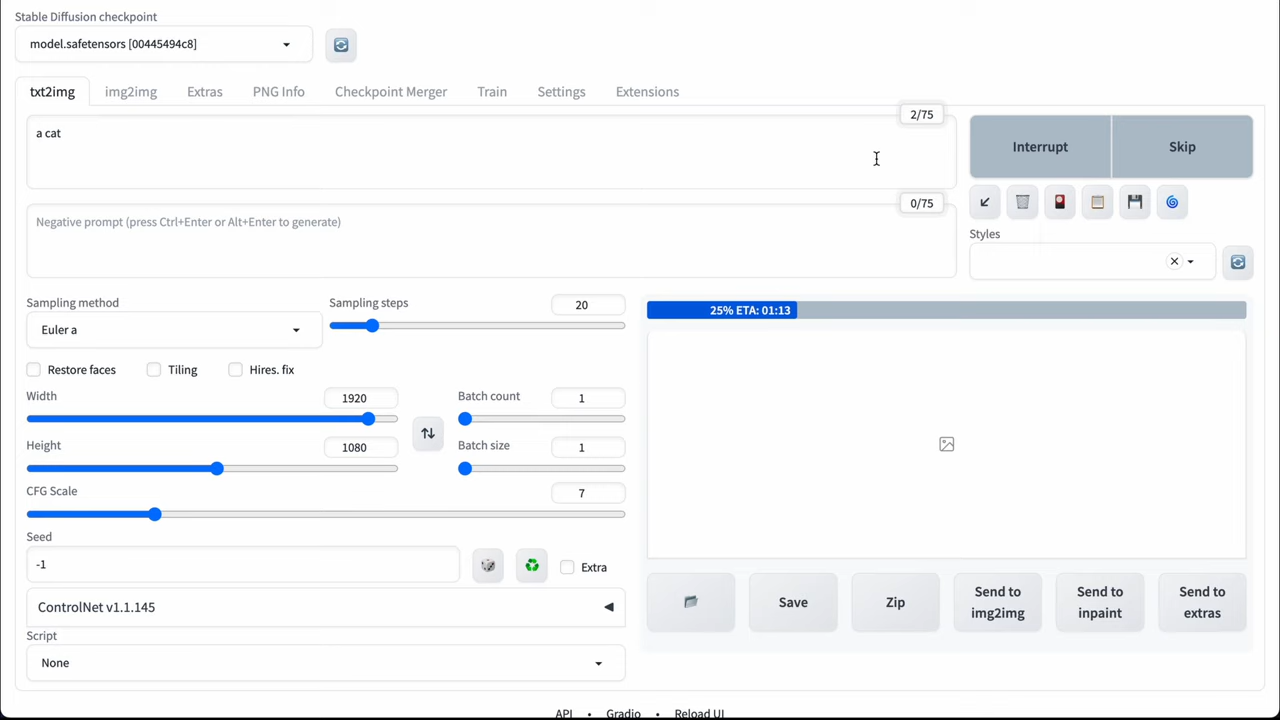 Stable Diffusion checkpoint
model.safetensors [00445494c8]
txt2img img2img Extras PNG Info Checkpoint Merger Train Settings Extensions
2/75
a cat
Interrupt Skip
0/75
Negative prompt (press Ctrl+Enter or Alt+Enter to generate)
Styles
Sampling method
Euler a
Sampling steps
20
25% ETA: 01:13
Restore faces Tiling Hires. fix
Width 1920
Batch count 1
Height 1080
Batch size 1
CFG Scale 7
Seed
-1
Extra
ControlNet v1.1.145
Script
None
Save
Zip
Send to
img2img
Send to
inpaint
Send to
extras
API • Gradio • Reload UI